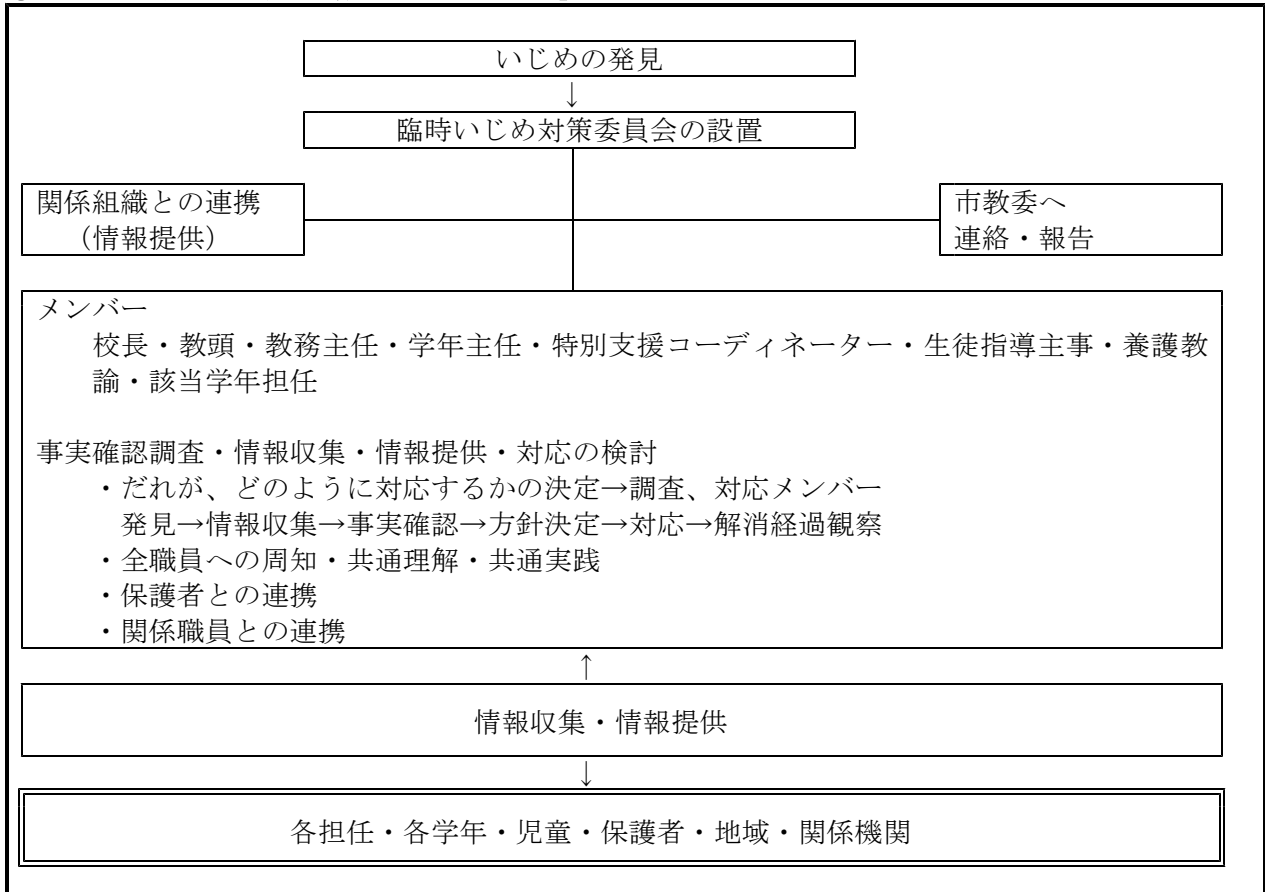 いじめの発見
↓
臨時いじめ対策委員会の設置
関係組織との連携
（情報提供）
市教委へ
連絡・報告
メンバー
校長・教頭・教務主任・学年主任・特別支援コーディネーター・生徒指導主事・養護教
諭・該当学年担任
事実確認調査・情報収集・情報提供・対応の検討
・だれが、どのように対応するかの決定→調査、対応メンバー
発見→情報収集→事実確認→方針決定→対応→解消経過観察
・全職員への周知・共通理解・共通実践
・保護者との連携
・関係職員との連携
↑
情報収集・情報提供
↓
各担任・各学年・児童・保護者・地域・関係機関